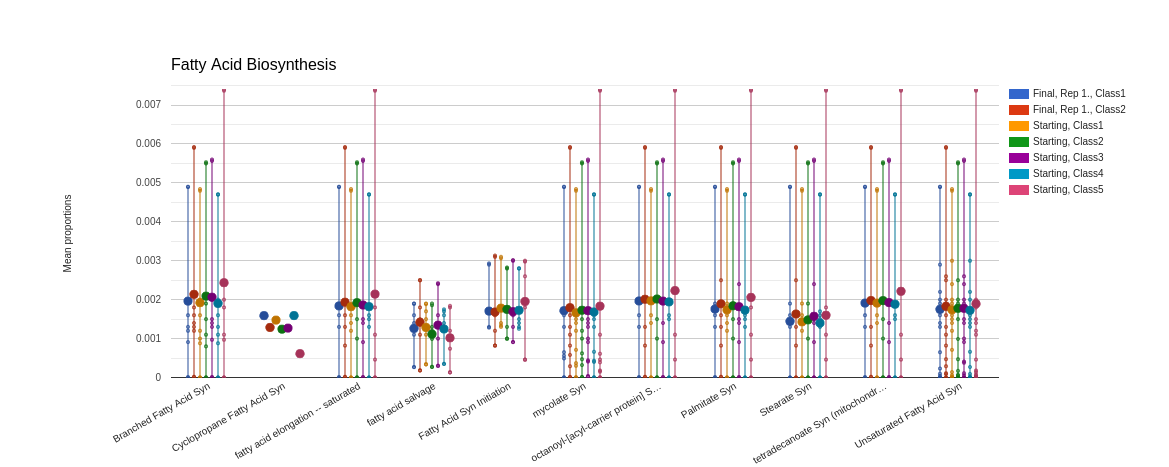 Fatty Acid Biosynthesis
Mean proportions
0.007
0.006
0.005
0.004
0.003
0.002
0.001
0
Branched Fatty Acid Syn
Cyclopropane Fatty Acid Syn
fatty acid elongation -- saturated
fatty acid salvage
Fatty Acid Syn Initiation
mycolate Syn
octanoyl-[acyl-carrier protein] S…
Palmitate Syn
Stearate Syn
tetradecanoate Syn (mitochondr…
Unsaturated Fatty Acid Syn
Final, Rep 1., Class1
Final, Rep 1., Class2
Starting, Class1
Starting, Class2
Starting, Class3
Starting, Class4
Starting, Class5